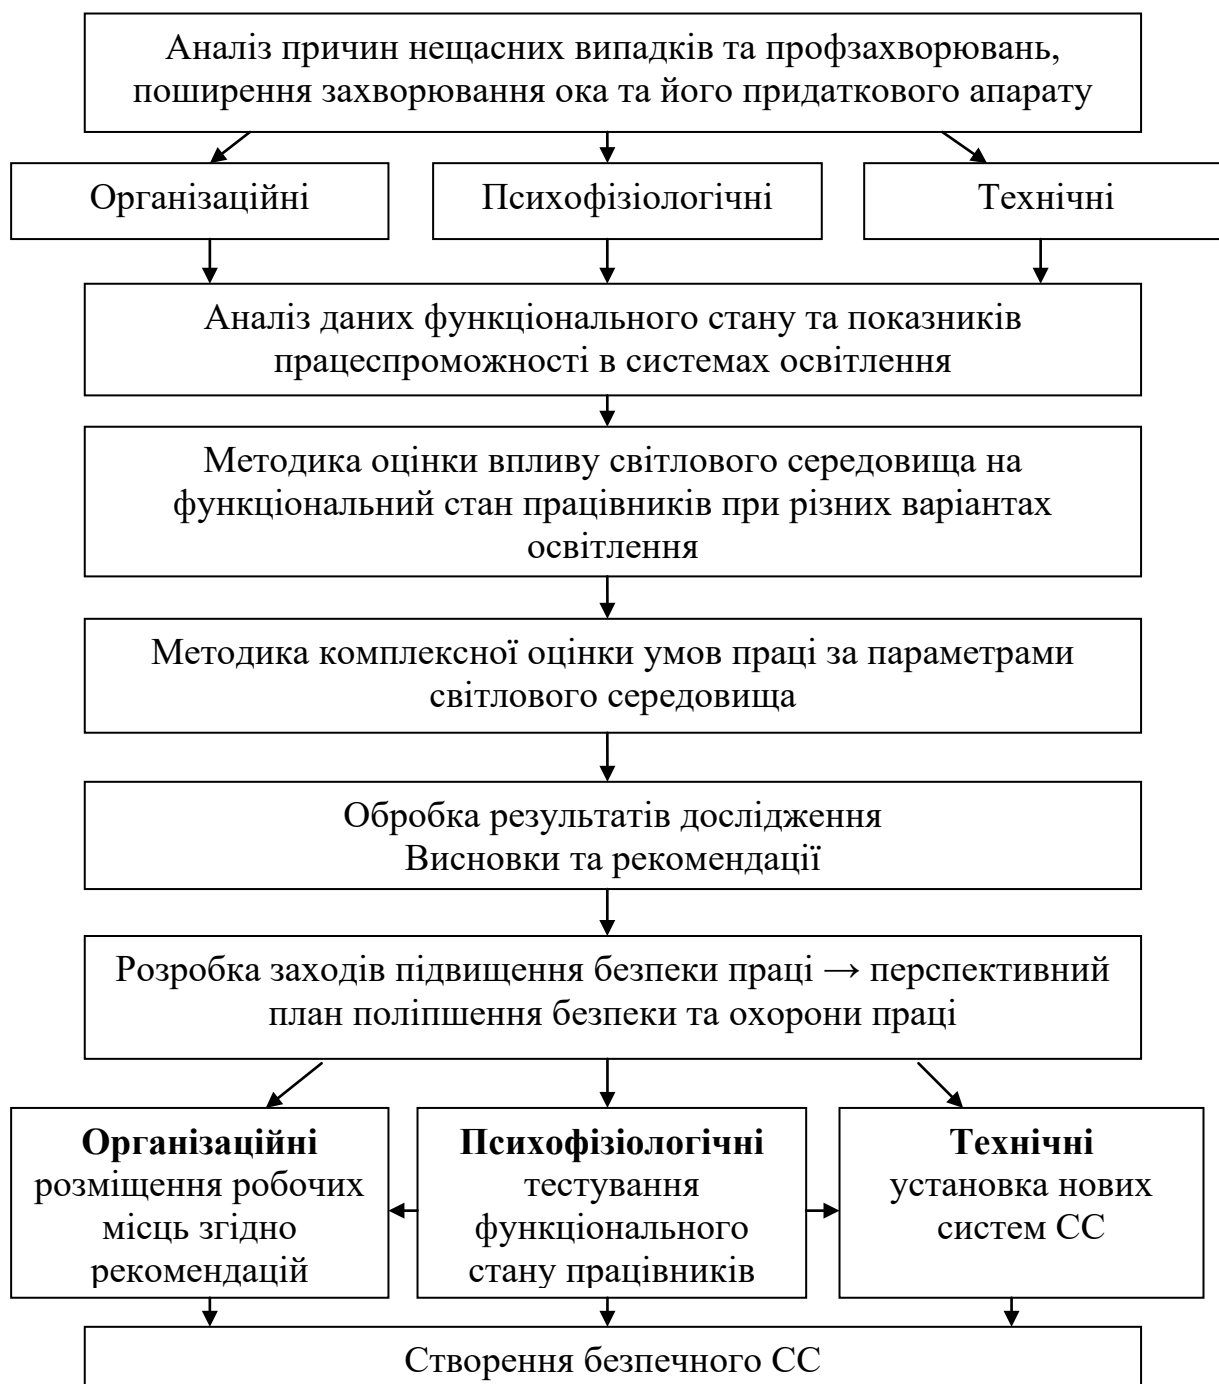 Аналіз причин нещасних випадків та профзахворювань,
поширення захворювання ока та його придаткового апарату
Організаційні
Психофізіологічні
Технічні
Аналіз даних функціонального стану та показників
працеспроможності в системах освітлення
Методика оцінки впливу світлового середовища на
функціональний стан працівників при різних варіантах
освітлення
Методика комплексної оцінки умов праці за параметрами
світлового середовища
Обробка результатів дослідження
Висновки та рекомендації
Розробка заходів підвищення безпеки праці → перспективний
план поліпшення безпеки та охорони праці
Організаційні
розміщення робочих
місць згідно
рекомендацій
Психофізіологічні
тестування
функціонального
стану працівників
Технічні
установка нових
систем СС
Створення безпечного СС